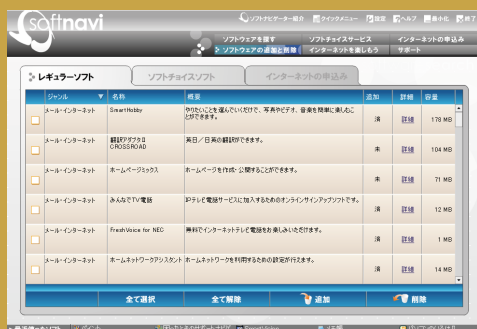 softnavi
ソフトナビゲーター紹介 クイックメニュー 設定 ヘルプ 最小化 終了
ソフトウェアを探す ソフトチョイスサービス インターネットの申込み
ソフトウェアの追加と削除 インターネットを楽しもう サポート
レギュラーソフト ソフトチョイスソフト インターネットの申込み
ジャンル ▼ 名称 概要 追加 詳細 容量
メール・インターネット SmartHobby やりたいことを選んでいくだけで、写真やビデオ、音楽を簡単に楽しむことができます。 済 詳細 178 MB
メール・インターネット 翻訳アダプタII CROSSROAD 英日／日英の翻訳ができます。 未 詳細 104 MB
メール・インターネット ホームページミックス ホームページを作成・公開することができます。 未 詳細 71 MB
メール・インターネット みんなでTV電話 IPテレビ電話サービスに加入するためのオンラインサインアップソフトです。 済 詳細 12 MB
メール・インターネット FreshVoice for NEC 無料でインターネットテレビ電話をお楽しみいただけます。 済 詳細 1 MB
メール・インターネット ホームネットワークアシスタント ホームネットワークを利用するための設定が行えます。 済 詳細 14 MB
全て選択 全て解除 追加 削除